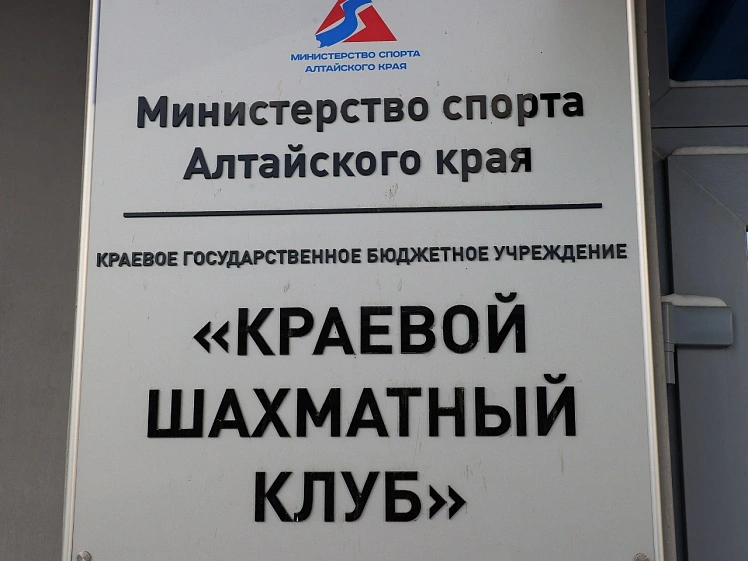 МИНИСТЕРСТВО СПОРТА
АЛТАЙСКОГО КРАЯ
Министерство спорта
Алтайского края
КРАЕВОЕ ГОСУДАРСТВЕННОЕ БЮДЖЕТНОЕ УЧРЕЖДЕНИЕ
«КРАЕВОЙ
ШАХМАТНЫЙ
КЛУБ»